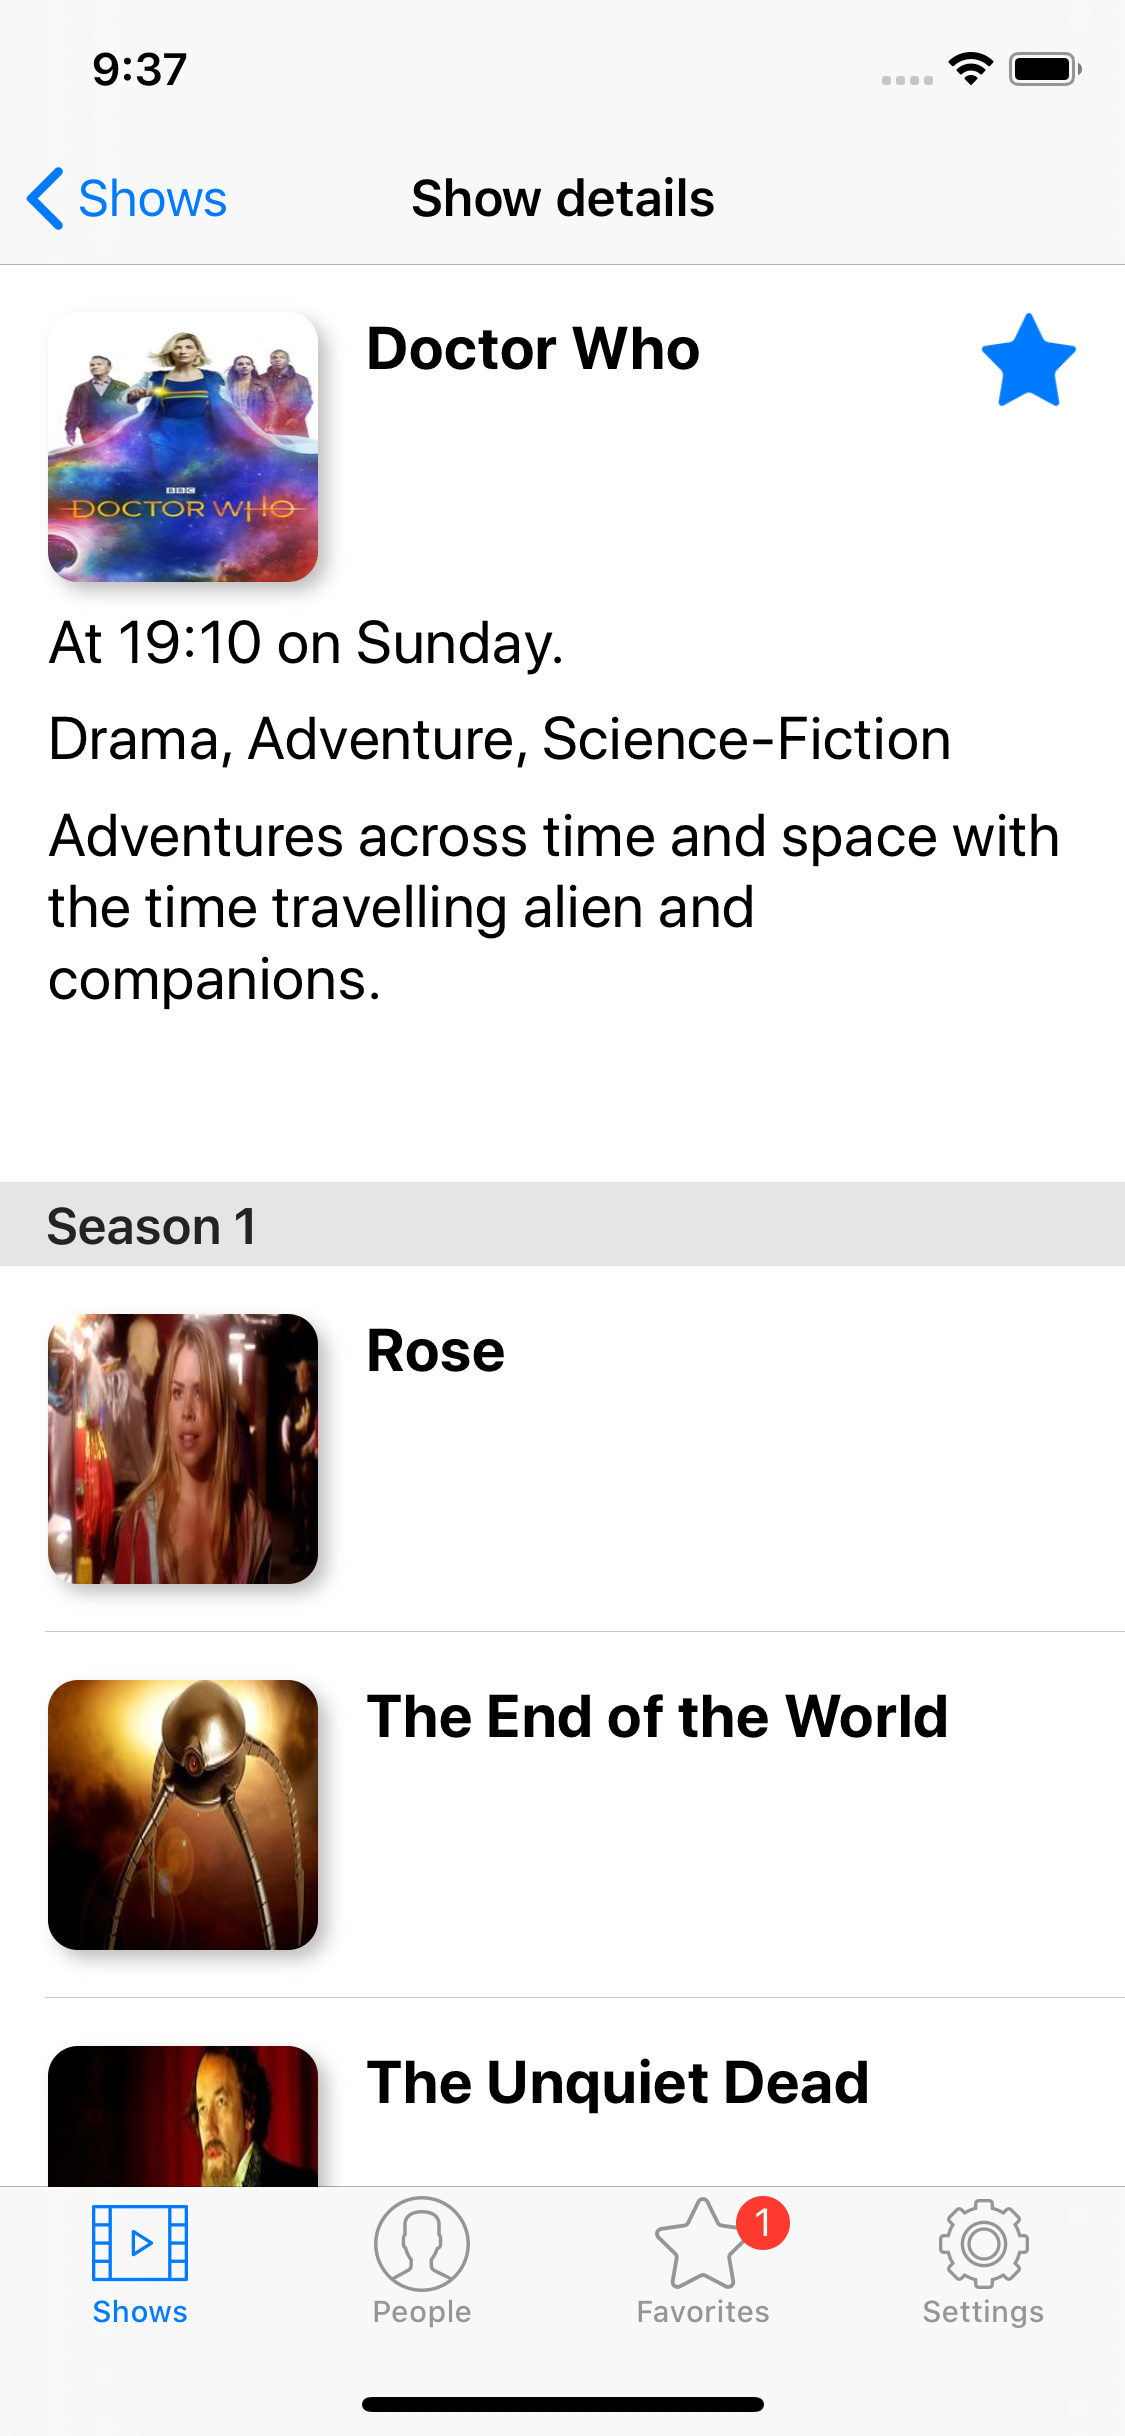 9:37
Shows
Show details
Doctor Who
BBC
DOCTOR WHO
At 19:10 on Sunday.
Drama, Adventure, Science-Fiction
Adventures across time and space with
the time travelling alien and
companions.
Season 1
Rose
The End of the World
The Unquiet Dead
1
Shows
People
Favorites
Settings